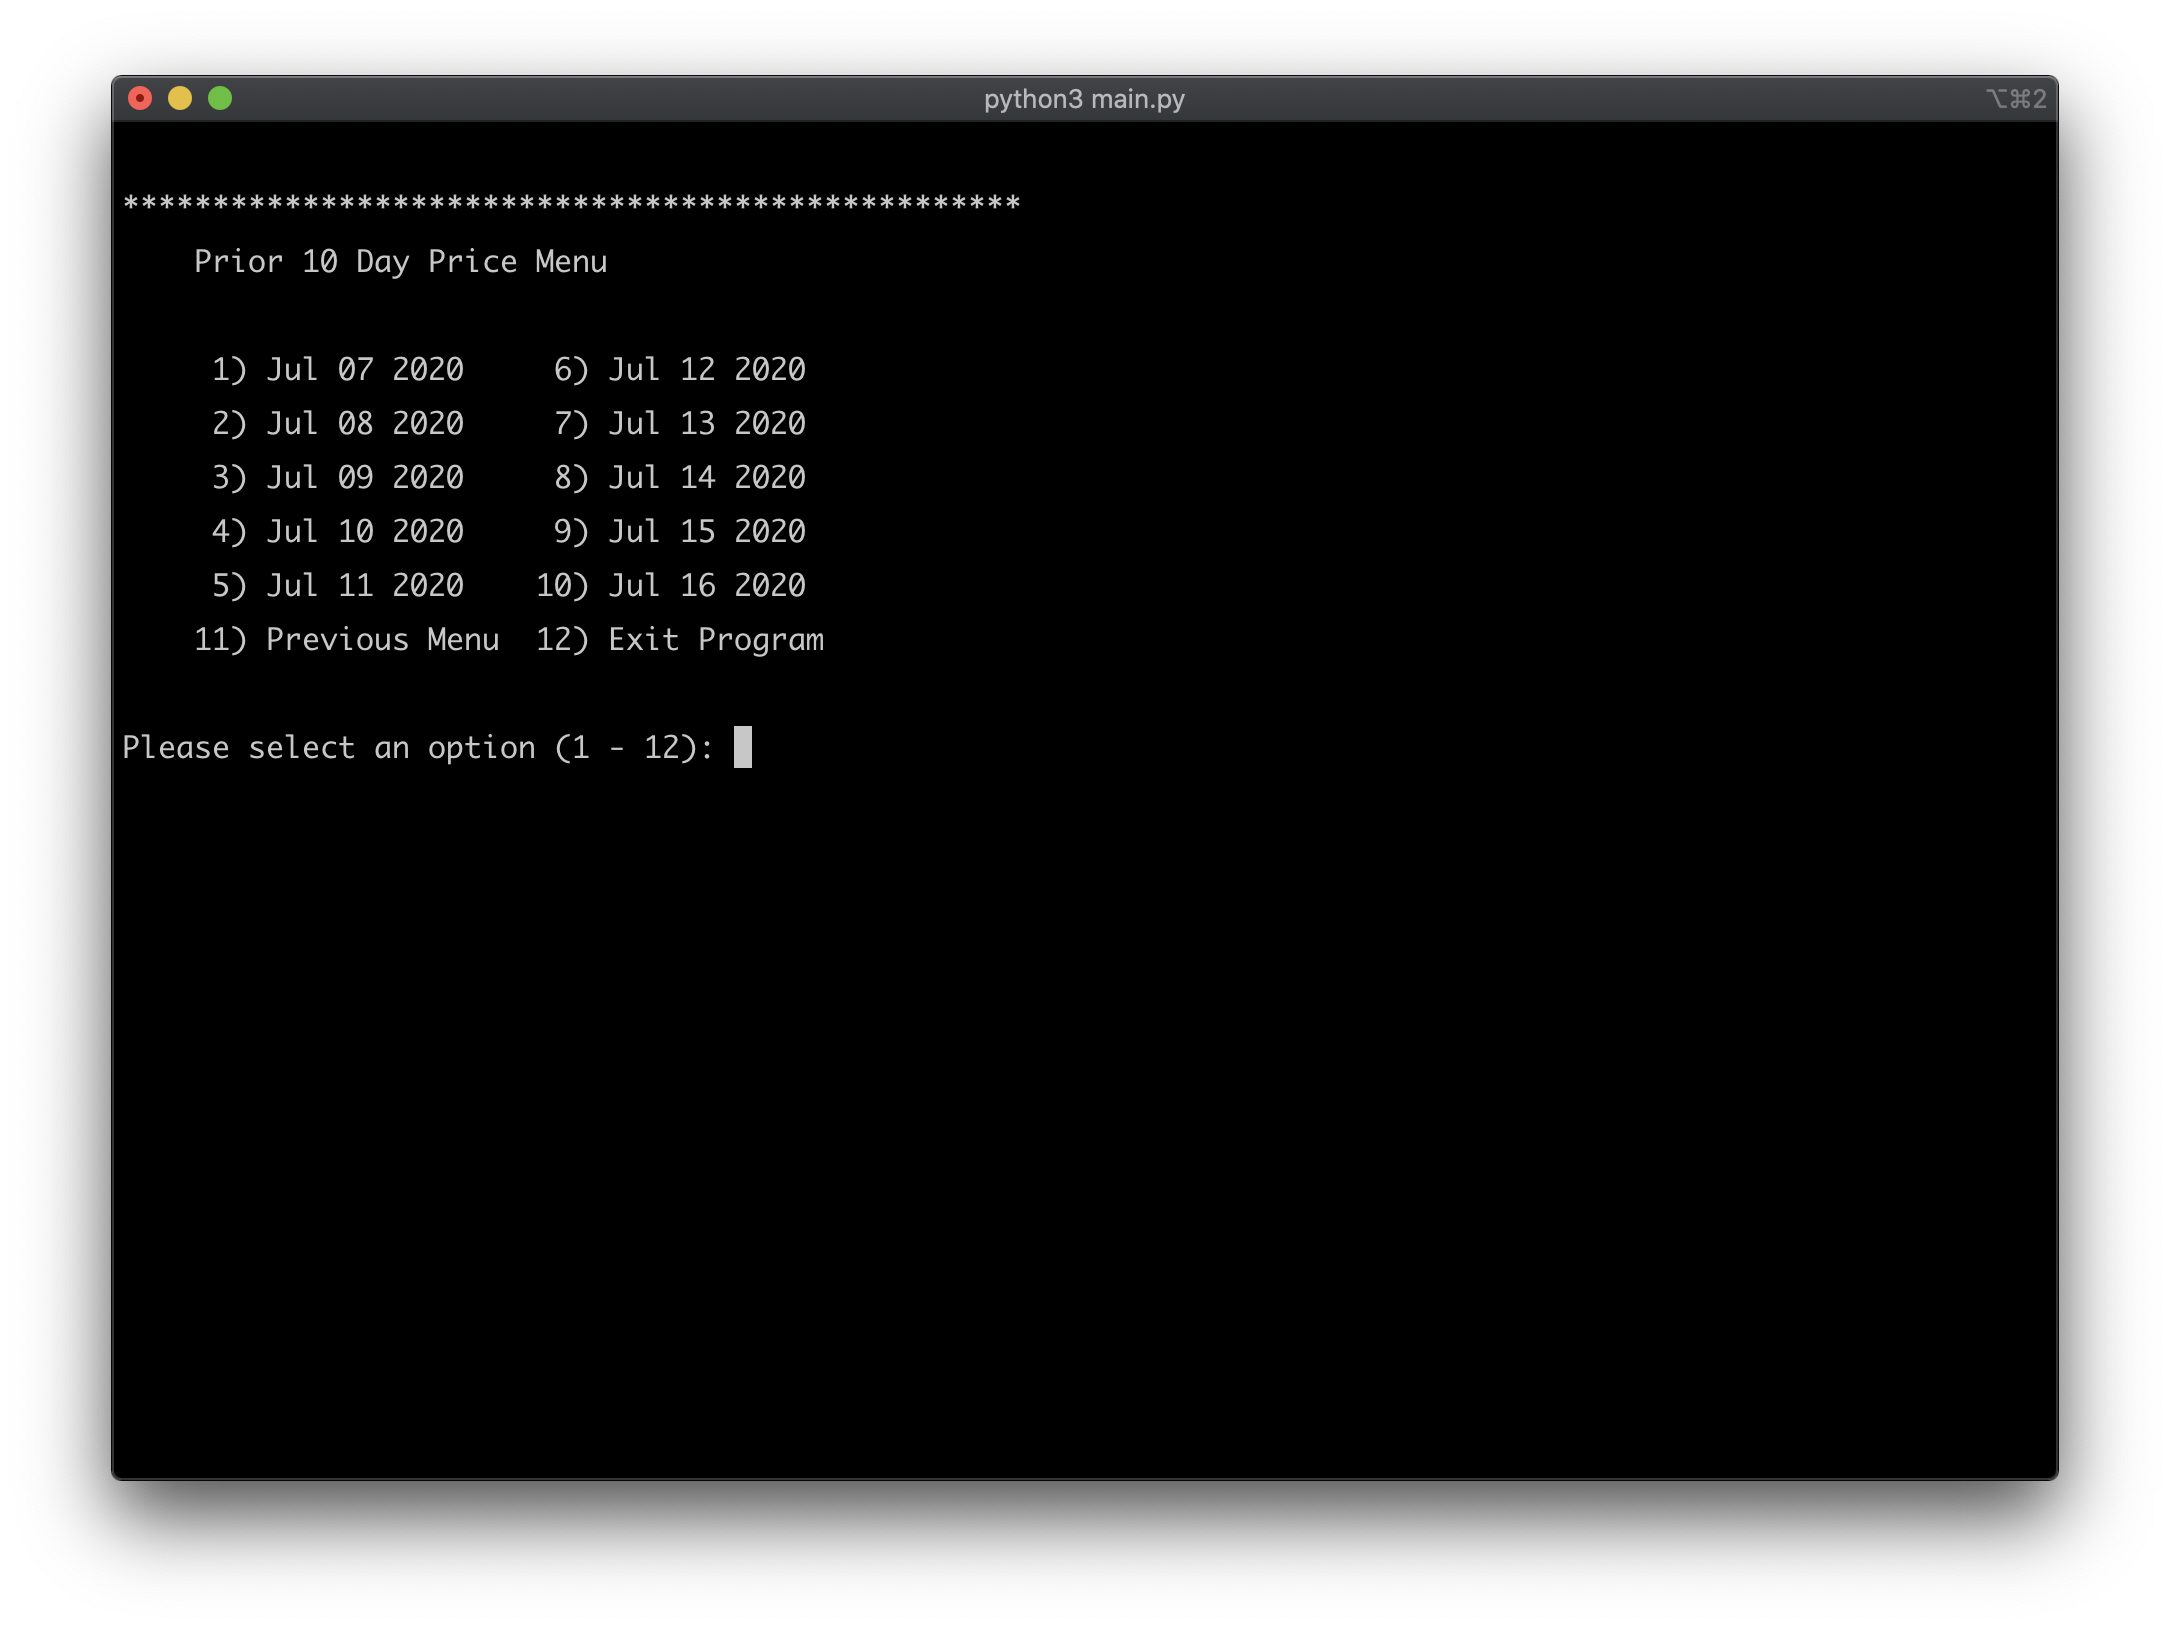 python3 main.py ⌥⌘2
**************************************************
Prior 10 Day Price Menu
1) Jul 07 2020 6) Jul 12 2020
2) Jul 08 2020 7) Jul 13 2020
3) Jul 09 2020 8) Jul 14 2020
4) Jul 10 2020 9) Jul 15 2020
5) Jul 11 2020 10) Jul 16 2020
11) Previous Menu 12) Exit Program
Please select an option (1 - 12):